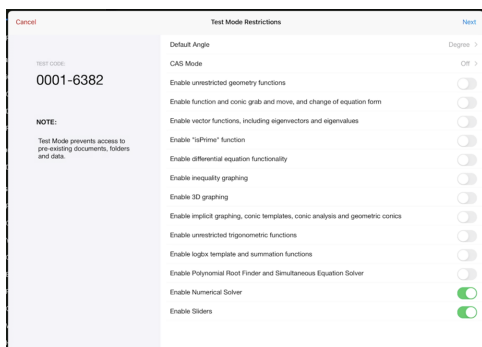 Cancel
Test Mode Restrictions
Next
TEST CODE:
0001-6382
NOTE:
Test Mode prevents access to
pre-existing documents, folders
and data.
Default Angle
Degree >
CAS Mode
Off >
Enable unrestricted geometry functions
Enable function and conic grab and move, and change of equation form
Enable vector functions, including eigenvectors and eigenvalues
Enable "isPrime" function
Enable differential equation functionality
Enable inequality graphing
Enable 3D graphing
Enable implicit graphing, conic templates, conic analysis and geometric conics
Enable unrestricted trigonometric functions
Enable logbx template and summation functions
Enable Polynomial Root Finder and Simultaneous Equation Solver
Enable Numerical Solver
Enable Sliders